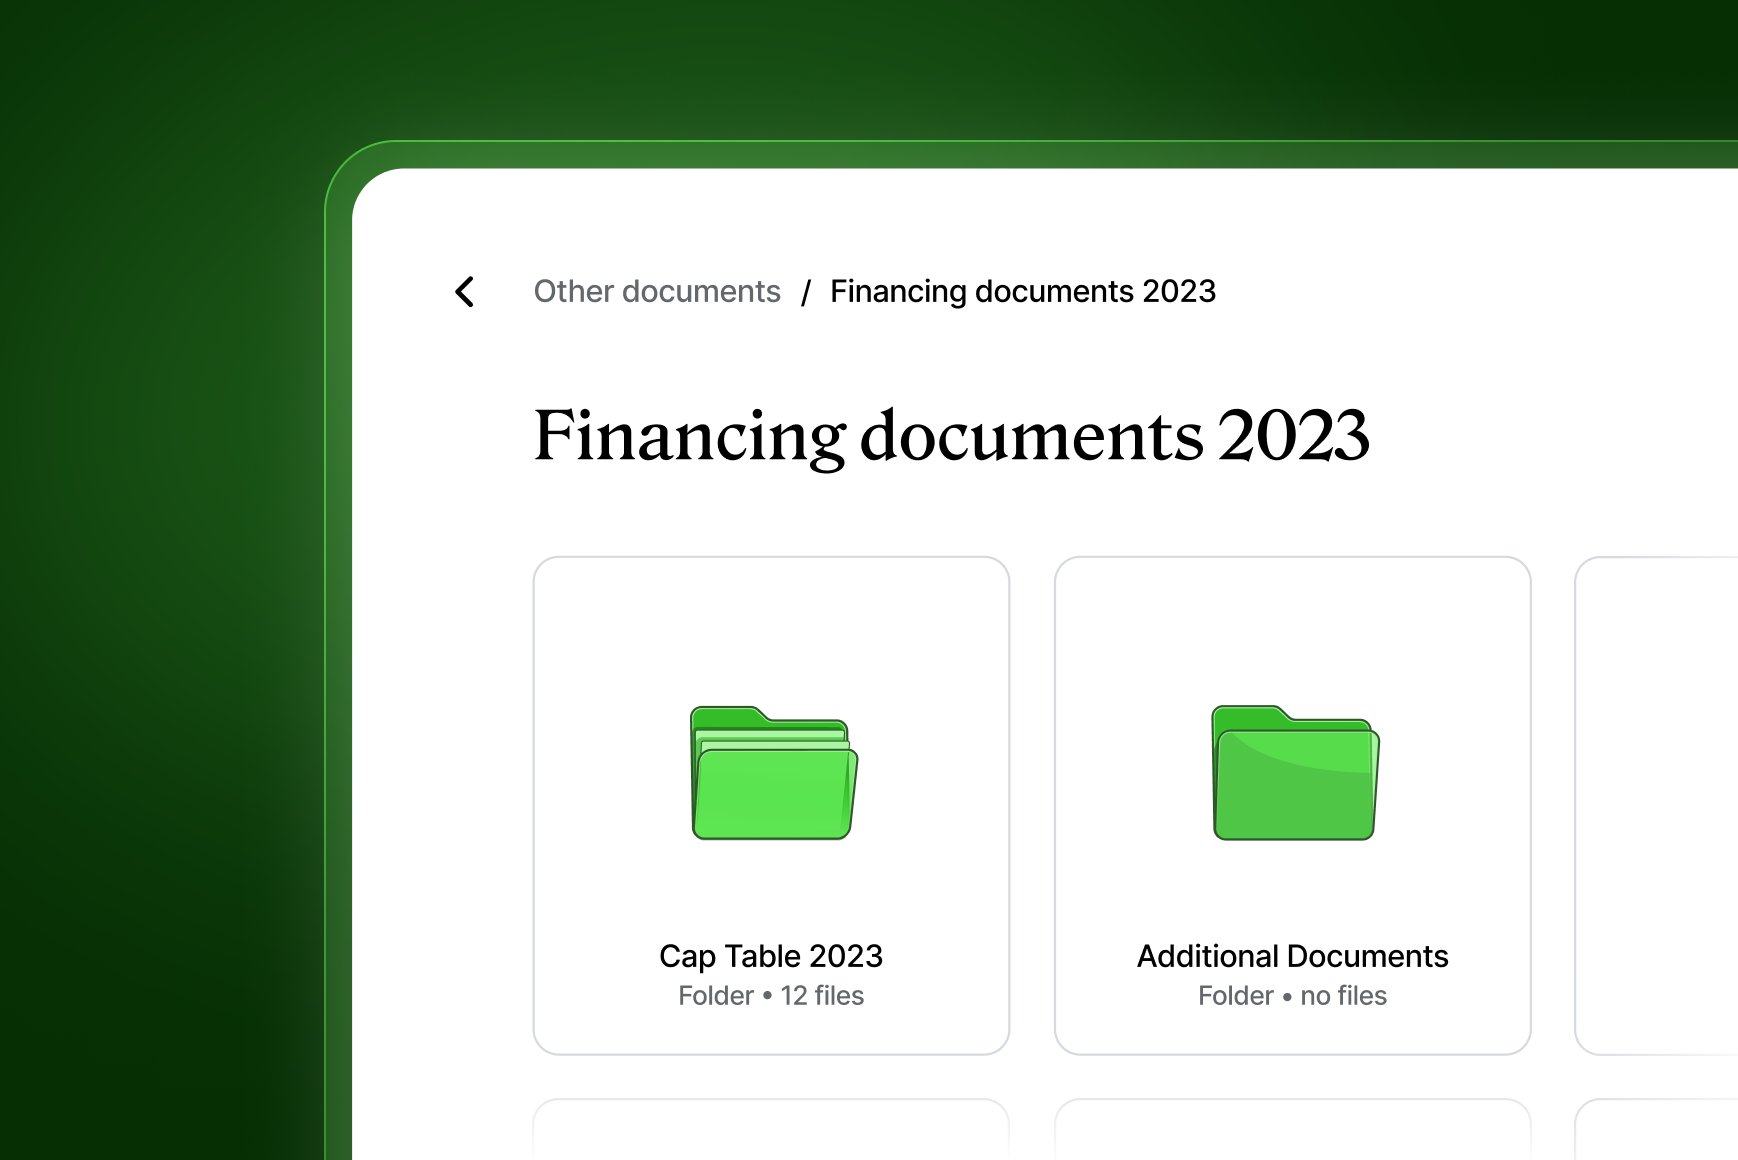 Other documents / Financing documents 2023
Financing documents 2023
Cap Table 2023
Folder • 12 files
Additional Documents
Folder • no files